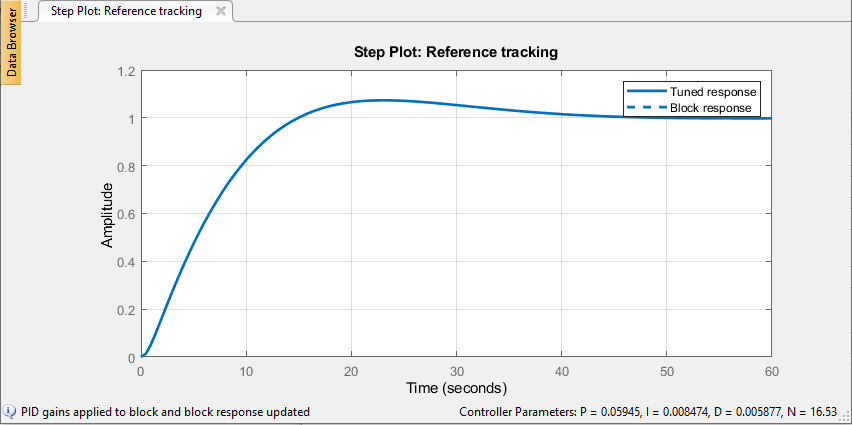 Data Browser
Step Plot: Reference tracking
Step Plot: Reference tracking
Tuned response
Block response
Amplitude
1.2
1
0.8
0.6
0.4
0.2
0
0 10 20 30 40 50 60
Time (seconds)
PID gains applied to block and block response updated
Controller Parameters: P = 0.05945, I = 0.008474, D = 0.005877, N = 16.53